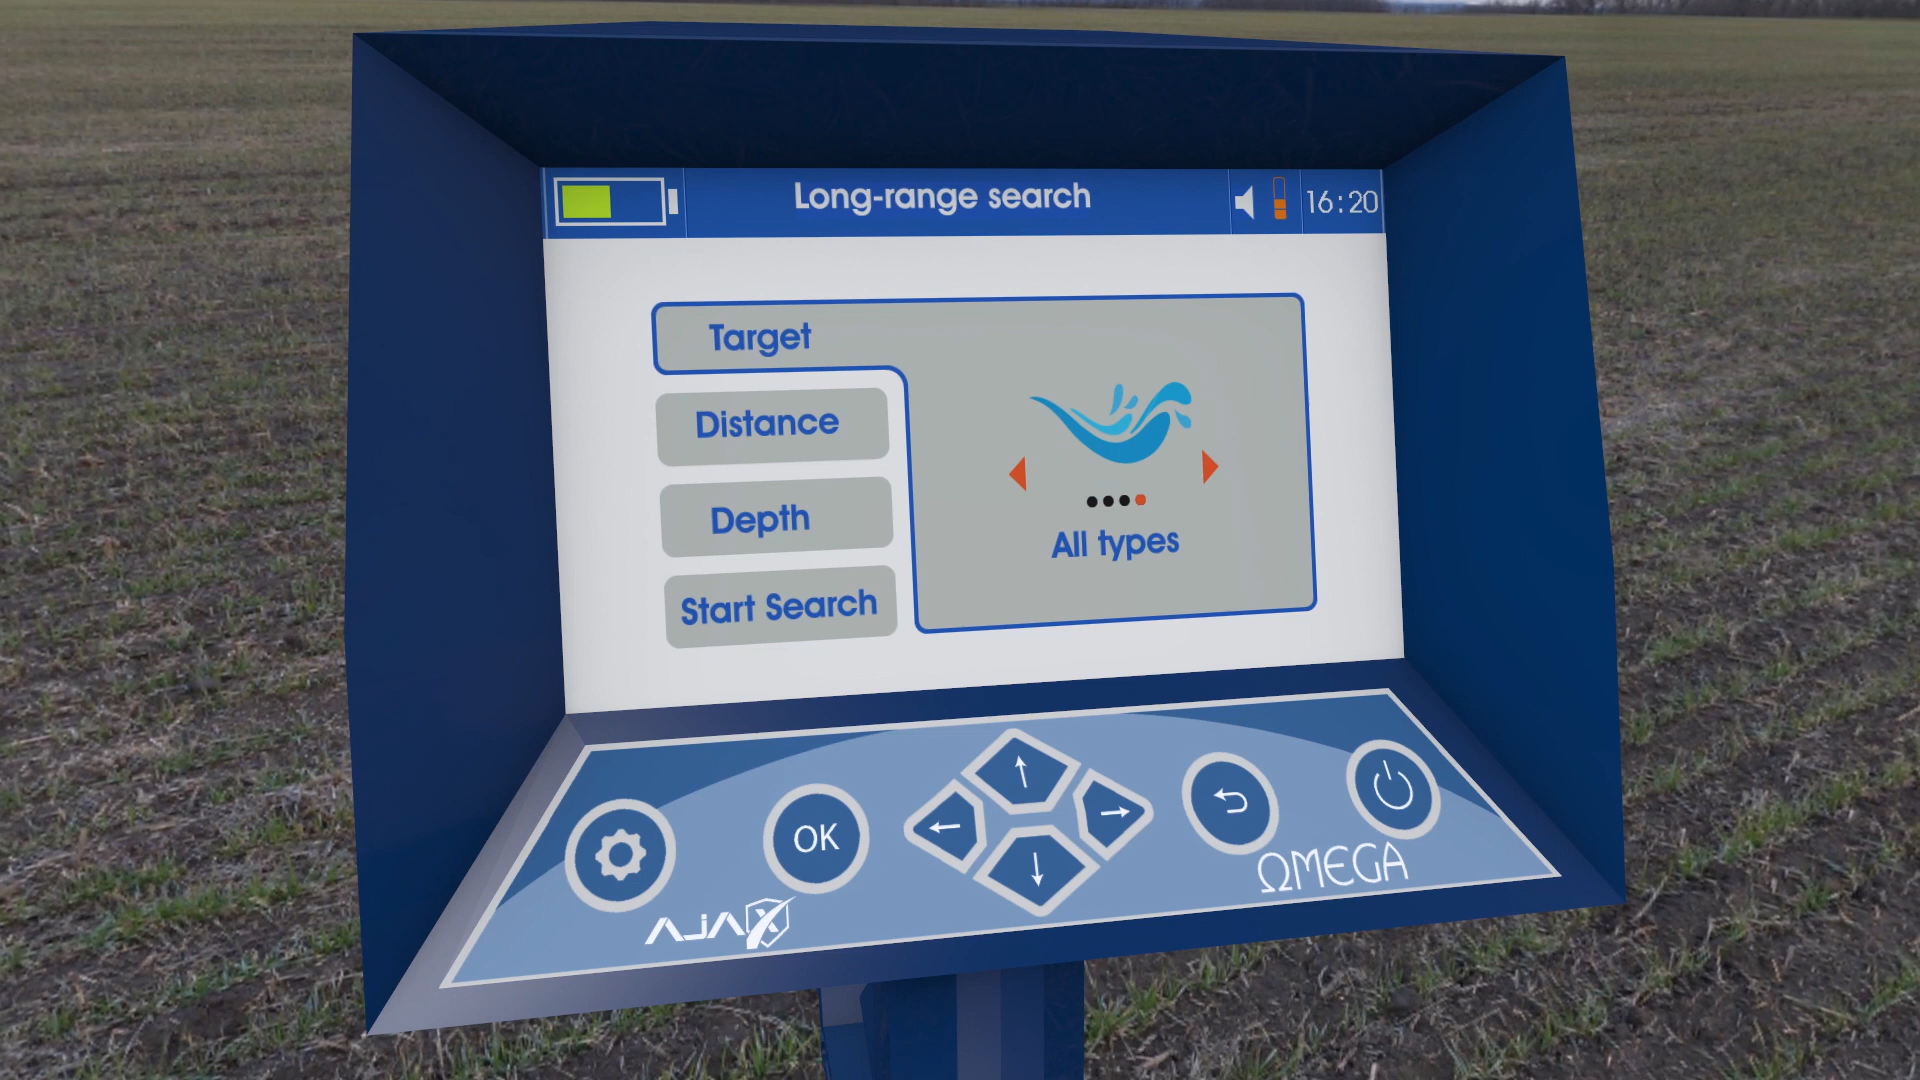 Long-range search
16:20
Target
Distance
Depth
Start Search
All types
OK
AJAX
ΩMEGA